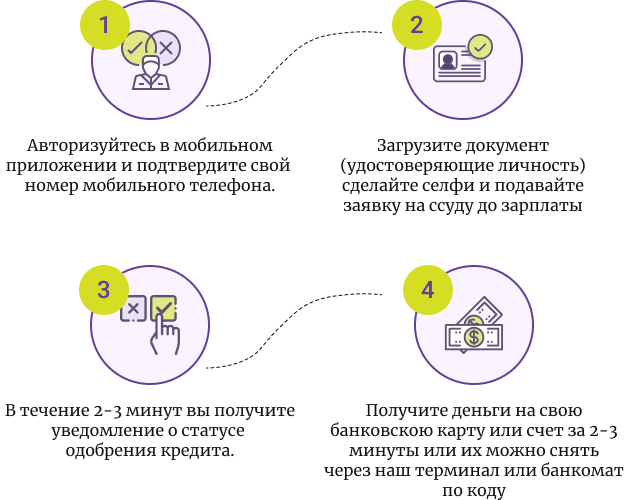 1
Авторизуйтесь в мобильном
приложении и подтвердите свой
номер мобильного телефона.
2
Загрузите документ
(удостоверяющие личность)
сделайте селфи и подавайте
заявку на ссуду до зарплаты
3
В течение 2-3 минут вы получите
уведомление о статусе
одобрения кредита.
4
$
$
Получите деньги на свою
банковскою карту или счет за 2-3
минуты или их можно снять
через наш терминал или банкомат
по коду